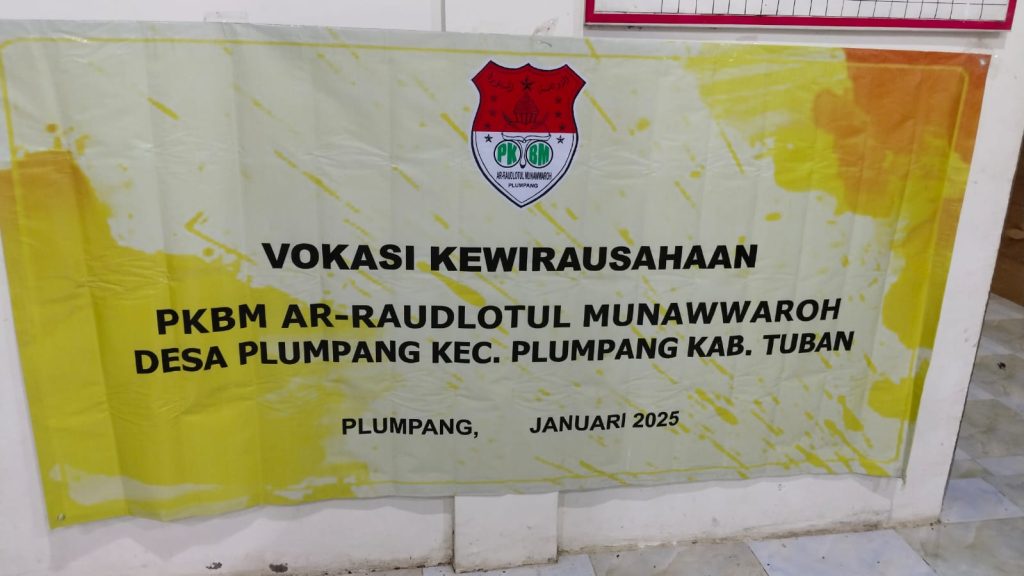 PKBM
AR-RAUDLOTUL MUNAWWAROH
PLUMPANG
VOKASI KEWIRAUSAHAAN
PKBM AR-RAUDLOTUL MUNAWWAROH
DESA PLUMPANG KEC. PLUMPANG KAB. TUBAN
PLUMPANG, JANUARI 2025